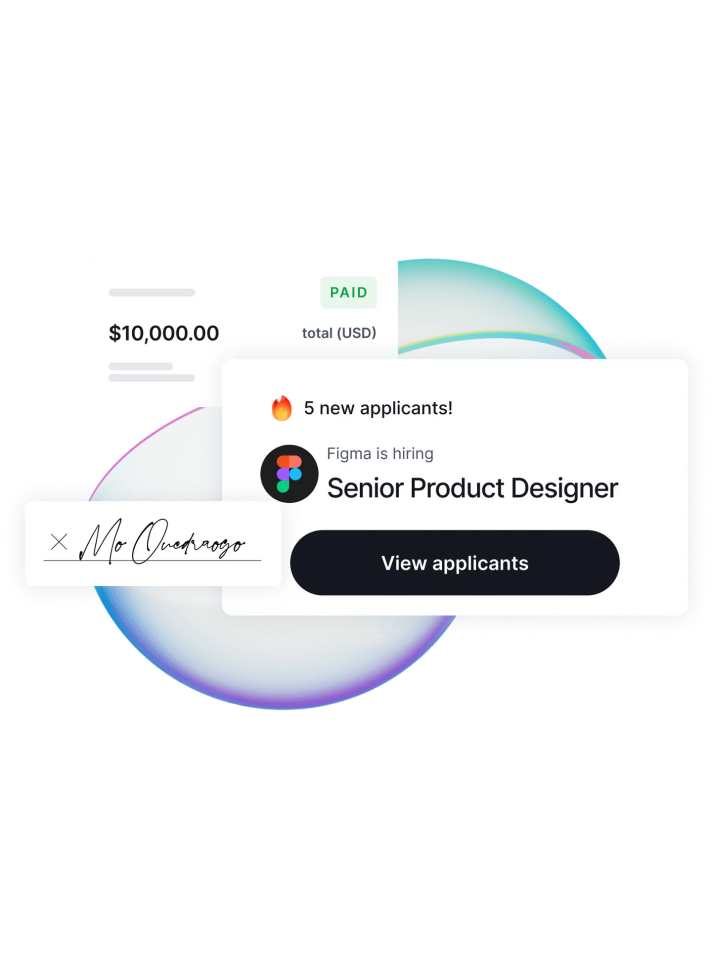 PAID
$10,000.00 total (USD)
🔥 5 new applicants!
Figma is hiring
Senior Product Designer
× Mo Ouedraogo
View applicants